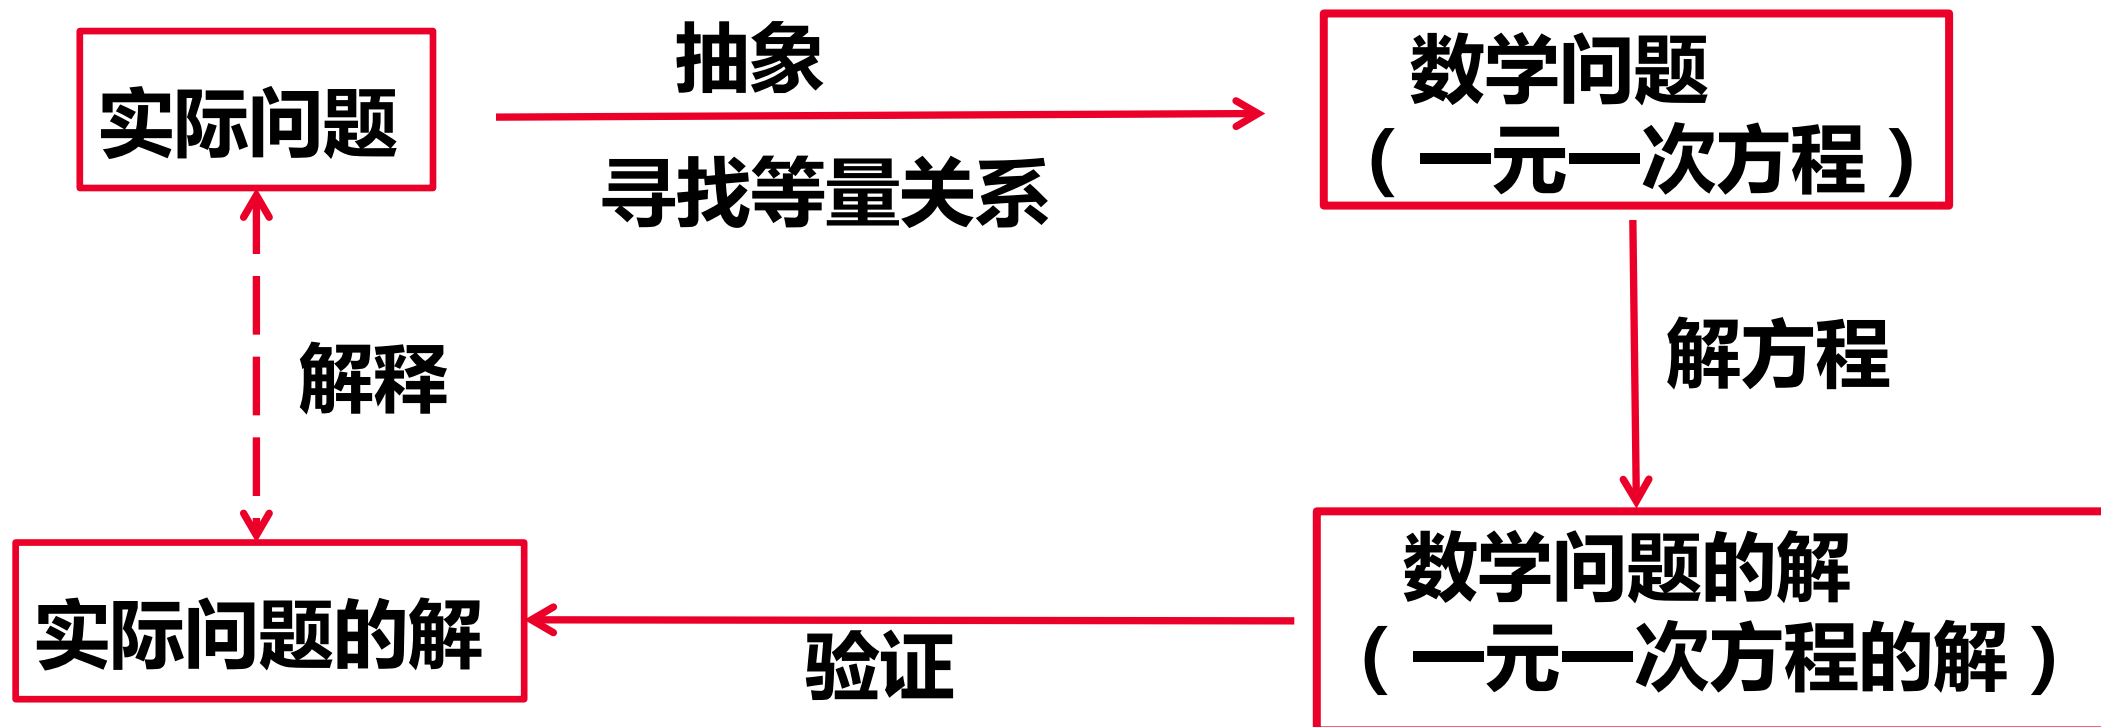 实际问题
抽象
寻找等量关系
数学问题
（一元一次方程）
解释
解方程
实际问题的解
验证
数学问题的解
（一元一次方程的解）